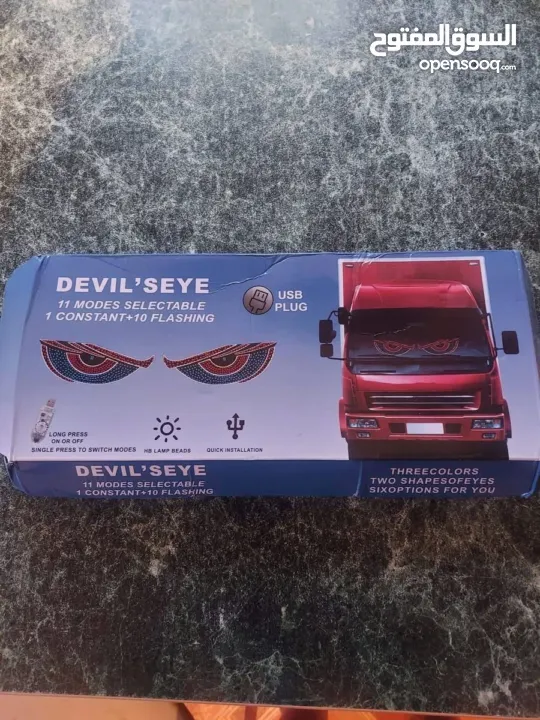 السوق المفتوح
opensooq.com
DEVIL'SEYE
11 MODES SELECTABLE
1 CONSTANT+10 FLASHING
USB
PLUG
LONG PRESS
ON OR OFF
SINGLE PRESS TO SWITCH MODES
HB LAMP BEADS
QUICK INSTALLATION
DEVIL'SEYE
11 MODES SELECTABLE
1 CONSTANT+10 FLASHING
THREECOLORS
TWO SHAPESOFEYES
SIXOPTIONS FOR YOU